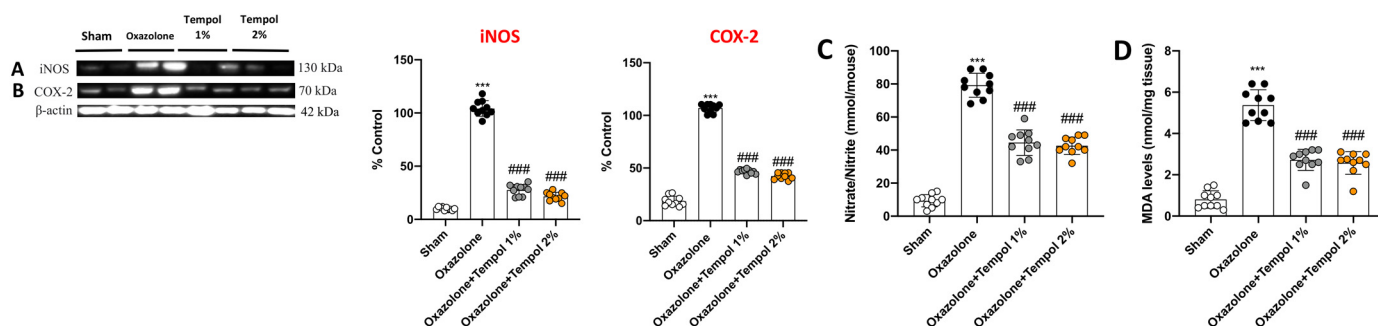 Sham Oxazolone Tempol 1% Tempol 2%
A iNOS 130 kDa
B COX-2 70 kDa
β-actin 42 kDa
iNOS
% Control
150
100
50
0
***
###
###
Sham
Oxazolone
Oxazolone+Tempol 1%
Oxazolone+Tempol 2%
COX-2
% Control
150
100
50
0
***
###
###
Sham
Oxazolone
Oxazolone+Tempol 1%
Oxazolone+Tempol 2%
C
Nitrate/Nitrite (mmol/mouse)
100
80
60
40
20
0
***
###
###
Sham
Oxazolone
Oxazolone+Tempol 1%
Oxazolone+Tempol 2%
D
MDA levels (nmol/mg tissue)
8
6
4
2
0
***
###
###
Sham
Oxazolone
Oxazolone+Tempol 1%
Oxazolone+Tempol 2%